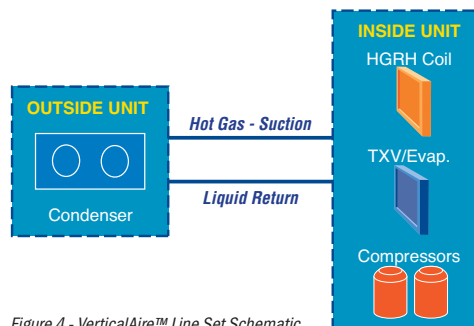 INSIDE UNIT
HGRH Coil
OUTSIDE UNIT
Hot Gas - Suction
TXV/Evap.
Liquid Return
Condenser
Compressors
Figure 4 - VerticalAire™ Line Set Schematic